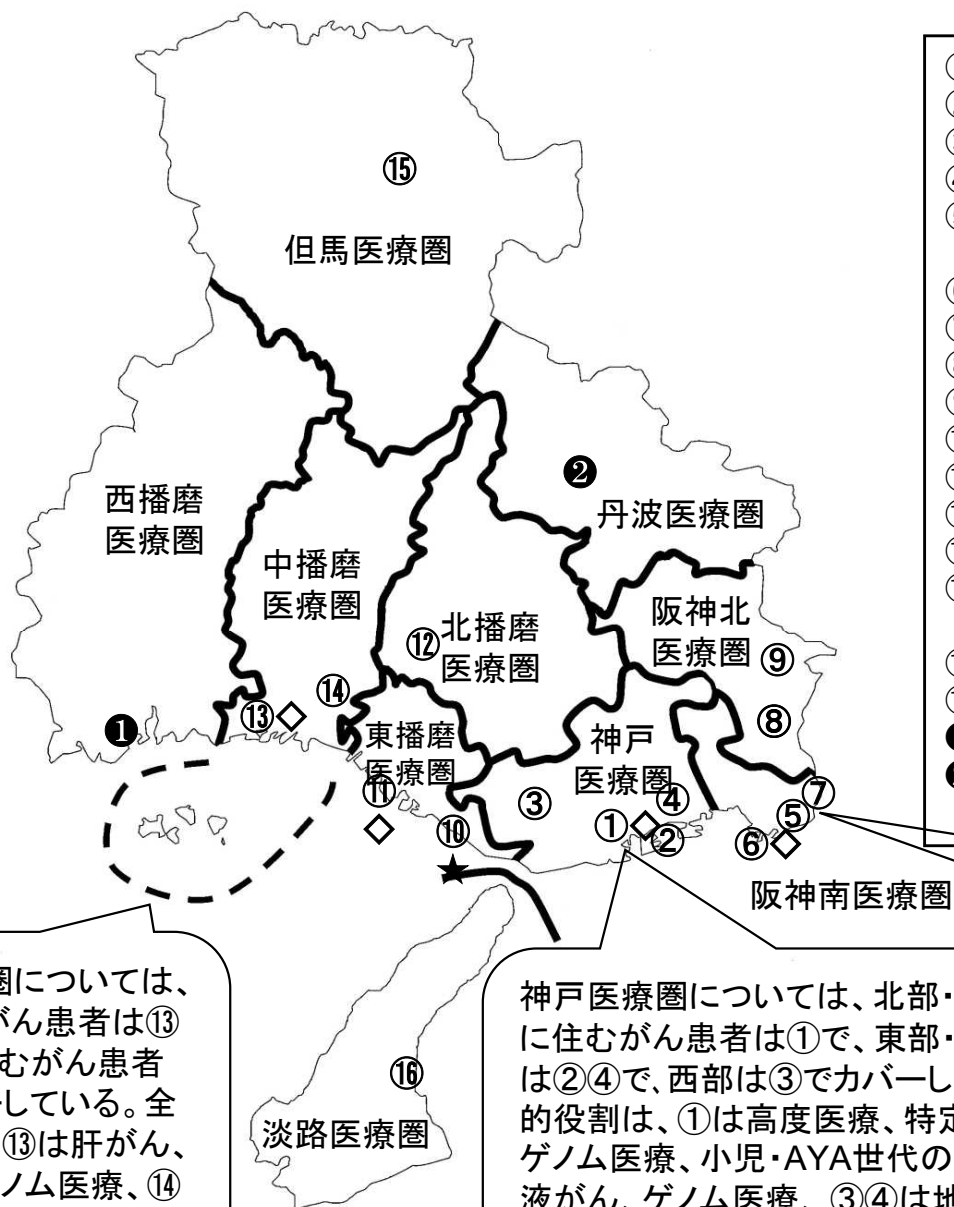 ⑮
但馬医療圏
❷
丹波医療圏
西播磨
医療圏
中播磨
医療圏
⑫
北播磨
医療圏
阪神北
医療圏
⑨
⑧
⑭
⑬◇
❶
東播磨
医療圏
⑪
◇
⑩
★
神戸
医療圏
③
④
①◇
②
⑦
⑤
⑥◇
阪神南医療圏
圏については、
がん患者は⑬
むがん患者
している。全
⑬は肝がん、
ノム医療、⑭
⑯
淡路医療圏
神戸医療圏については、北部・
に住むがん患者は①で、東部・
は②④で、西部は③でカバーし
的役割は、①は高度医療、特定
ゲノム医療、小児・AYA世代の
液がん、ゲノム医療、③④は地